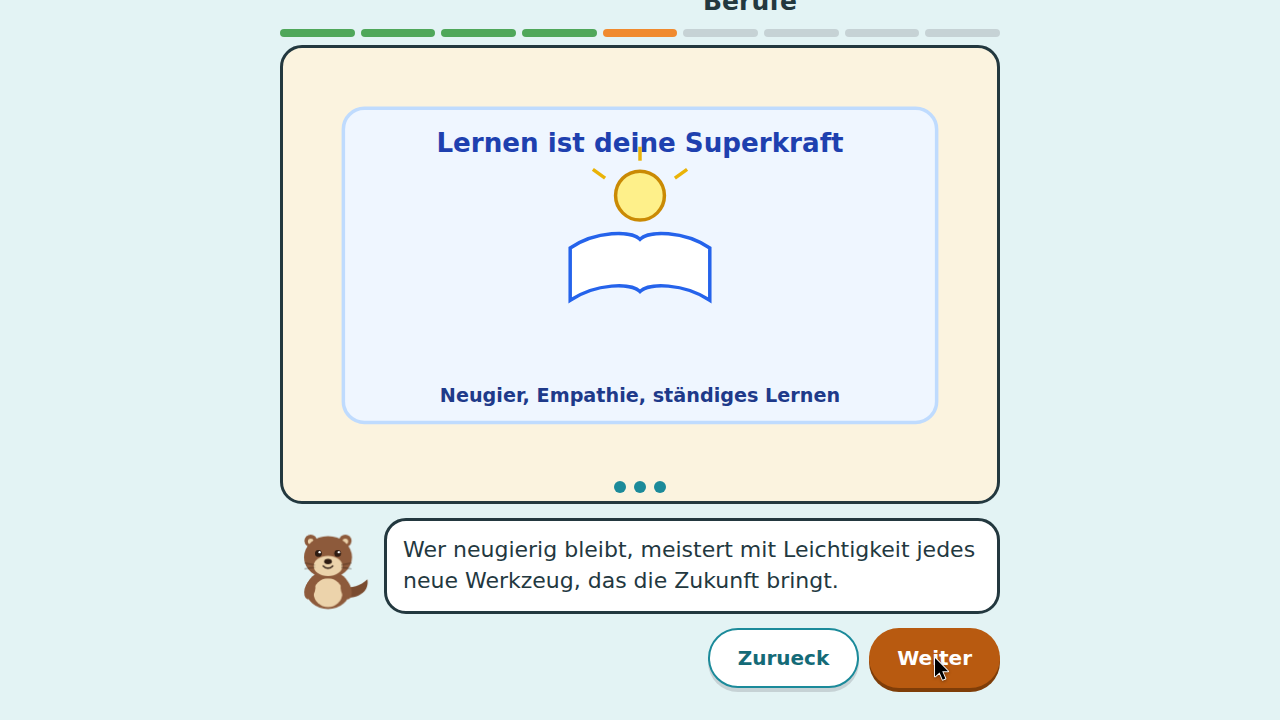 Berufe
Lernen ist deine Superkraft
Neugier, Empathie, ständiges Lernen
Wer neugierig bleibt, meistert mit Leichtigkeit jedes
neue Werkzeug, das die Zukunft bringt.
Zurueck
Weiter